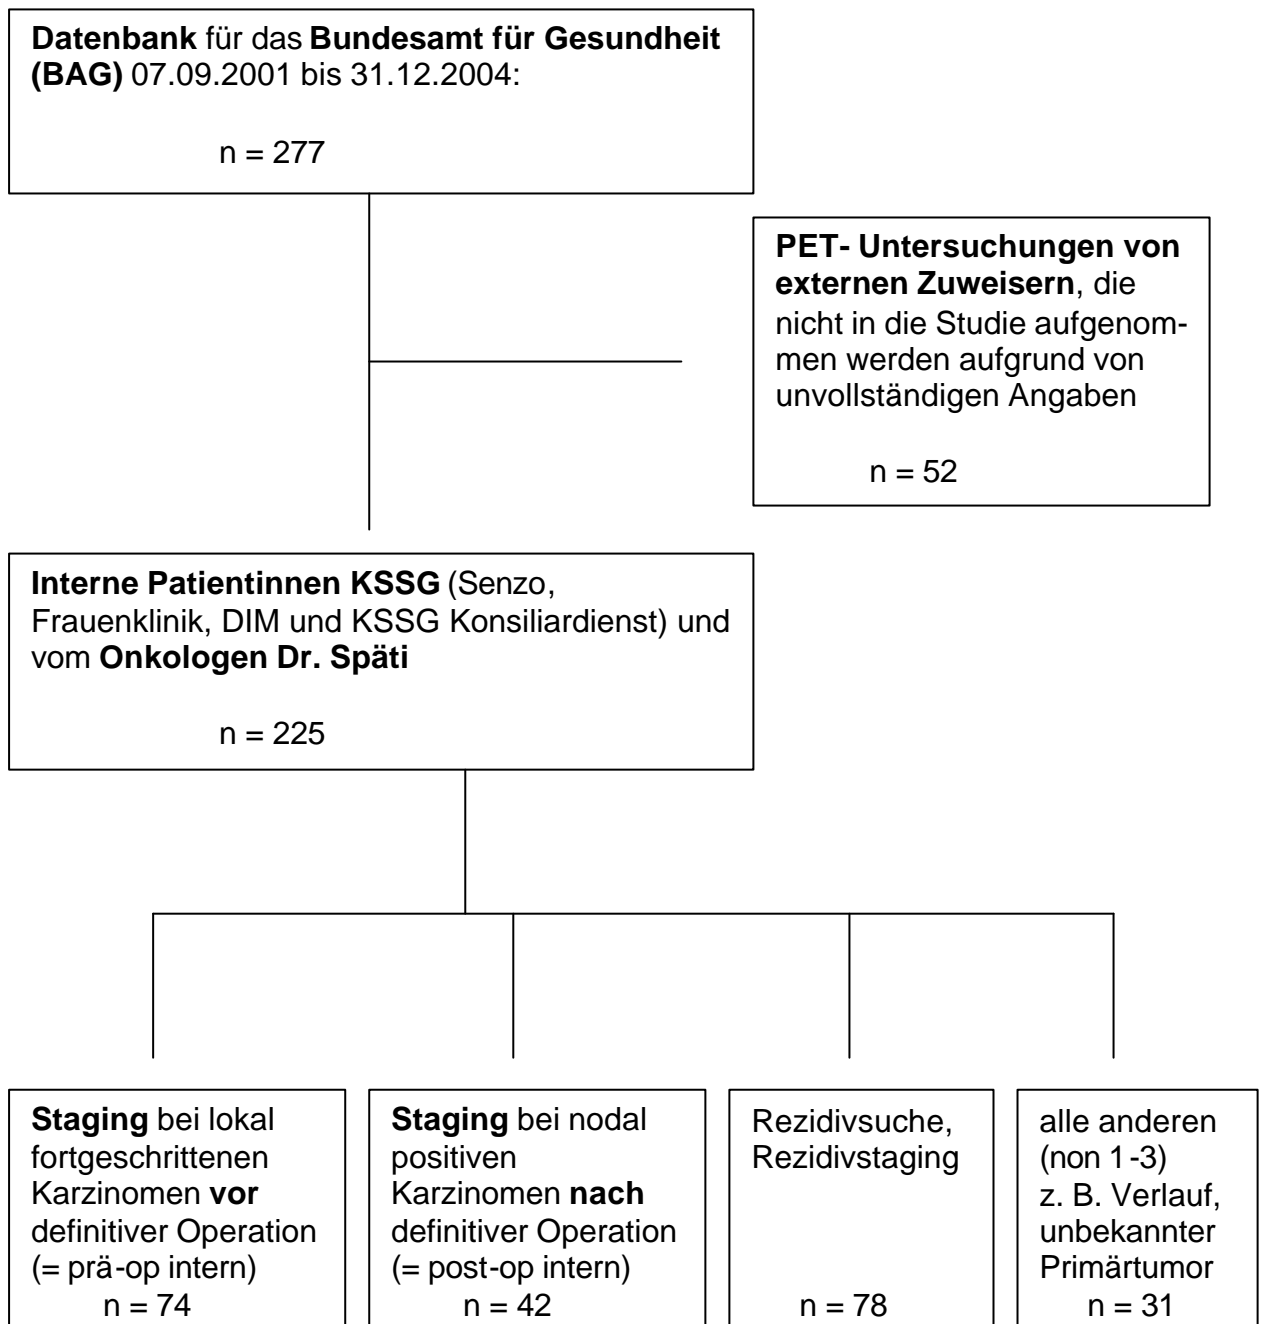 Datenbank für das Bundesamt für Gesundheit
(BAG) 07.09.2001 bis 31.12.2004:
n = 277
PET- Untersuchungen von
externen Zuweisern, die
nicht in die Studie aufgenom-
men werden aufgrund von
unvollständigen Angaben
n = 52
Interne Patientinnen KSSG (Senzo,
Frauenklinik, DIM und KSSG Konsiliardienst) und
vom Onkologen Dr. Späti
n = 225
Staging bei lokal
fortgeschrittenen
Karzinomen vor
definitiver Operation
(= prä-op intern)
n = 74
Staging bei nodal
positiven
Karzinomen nach
definitiver Operation
(= post-op intern)
n = 42
Rezidivsuche,
Rezidivstaging
n = 78
alle anderen
(non 1-3)
z. B. Verlauf,
unbekannter
Primärtumor
n = 31